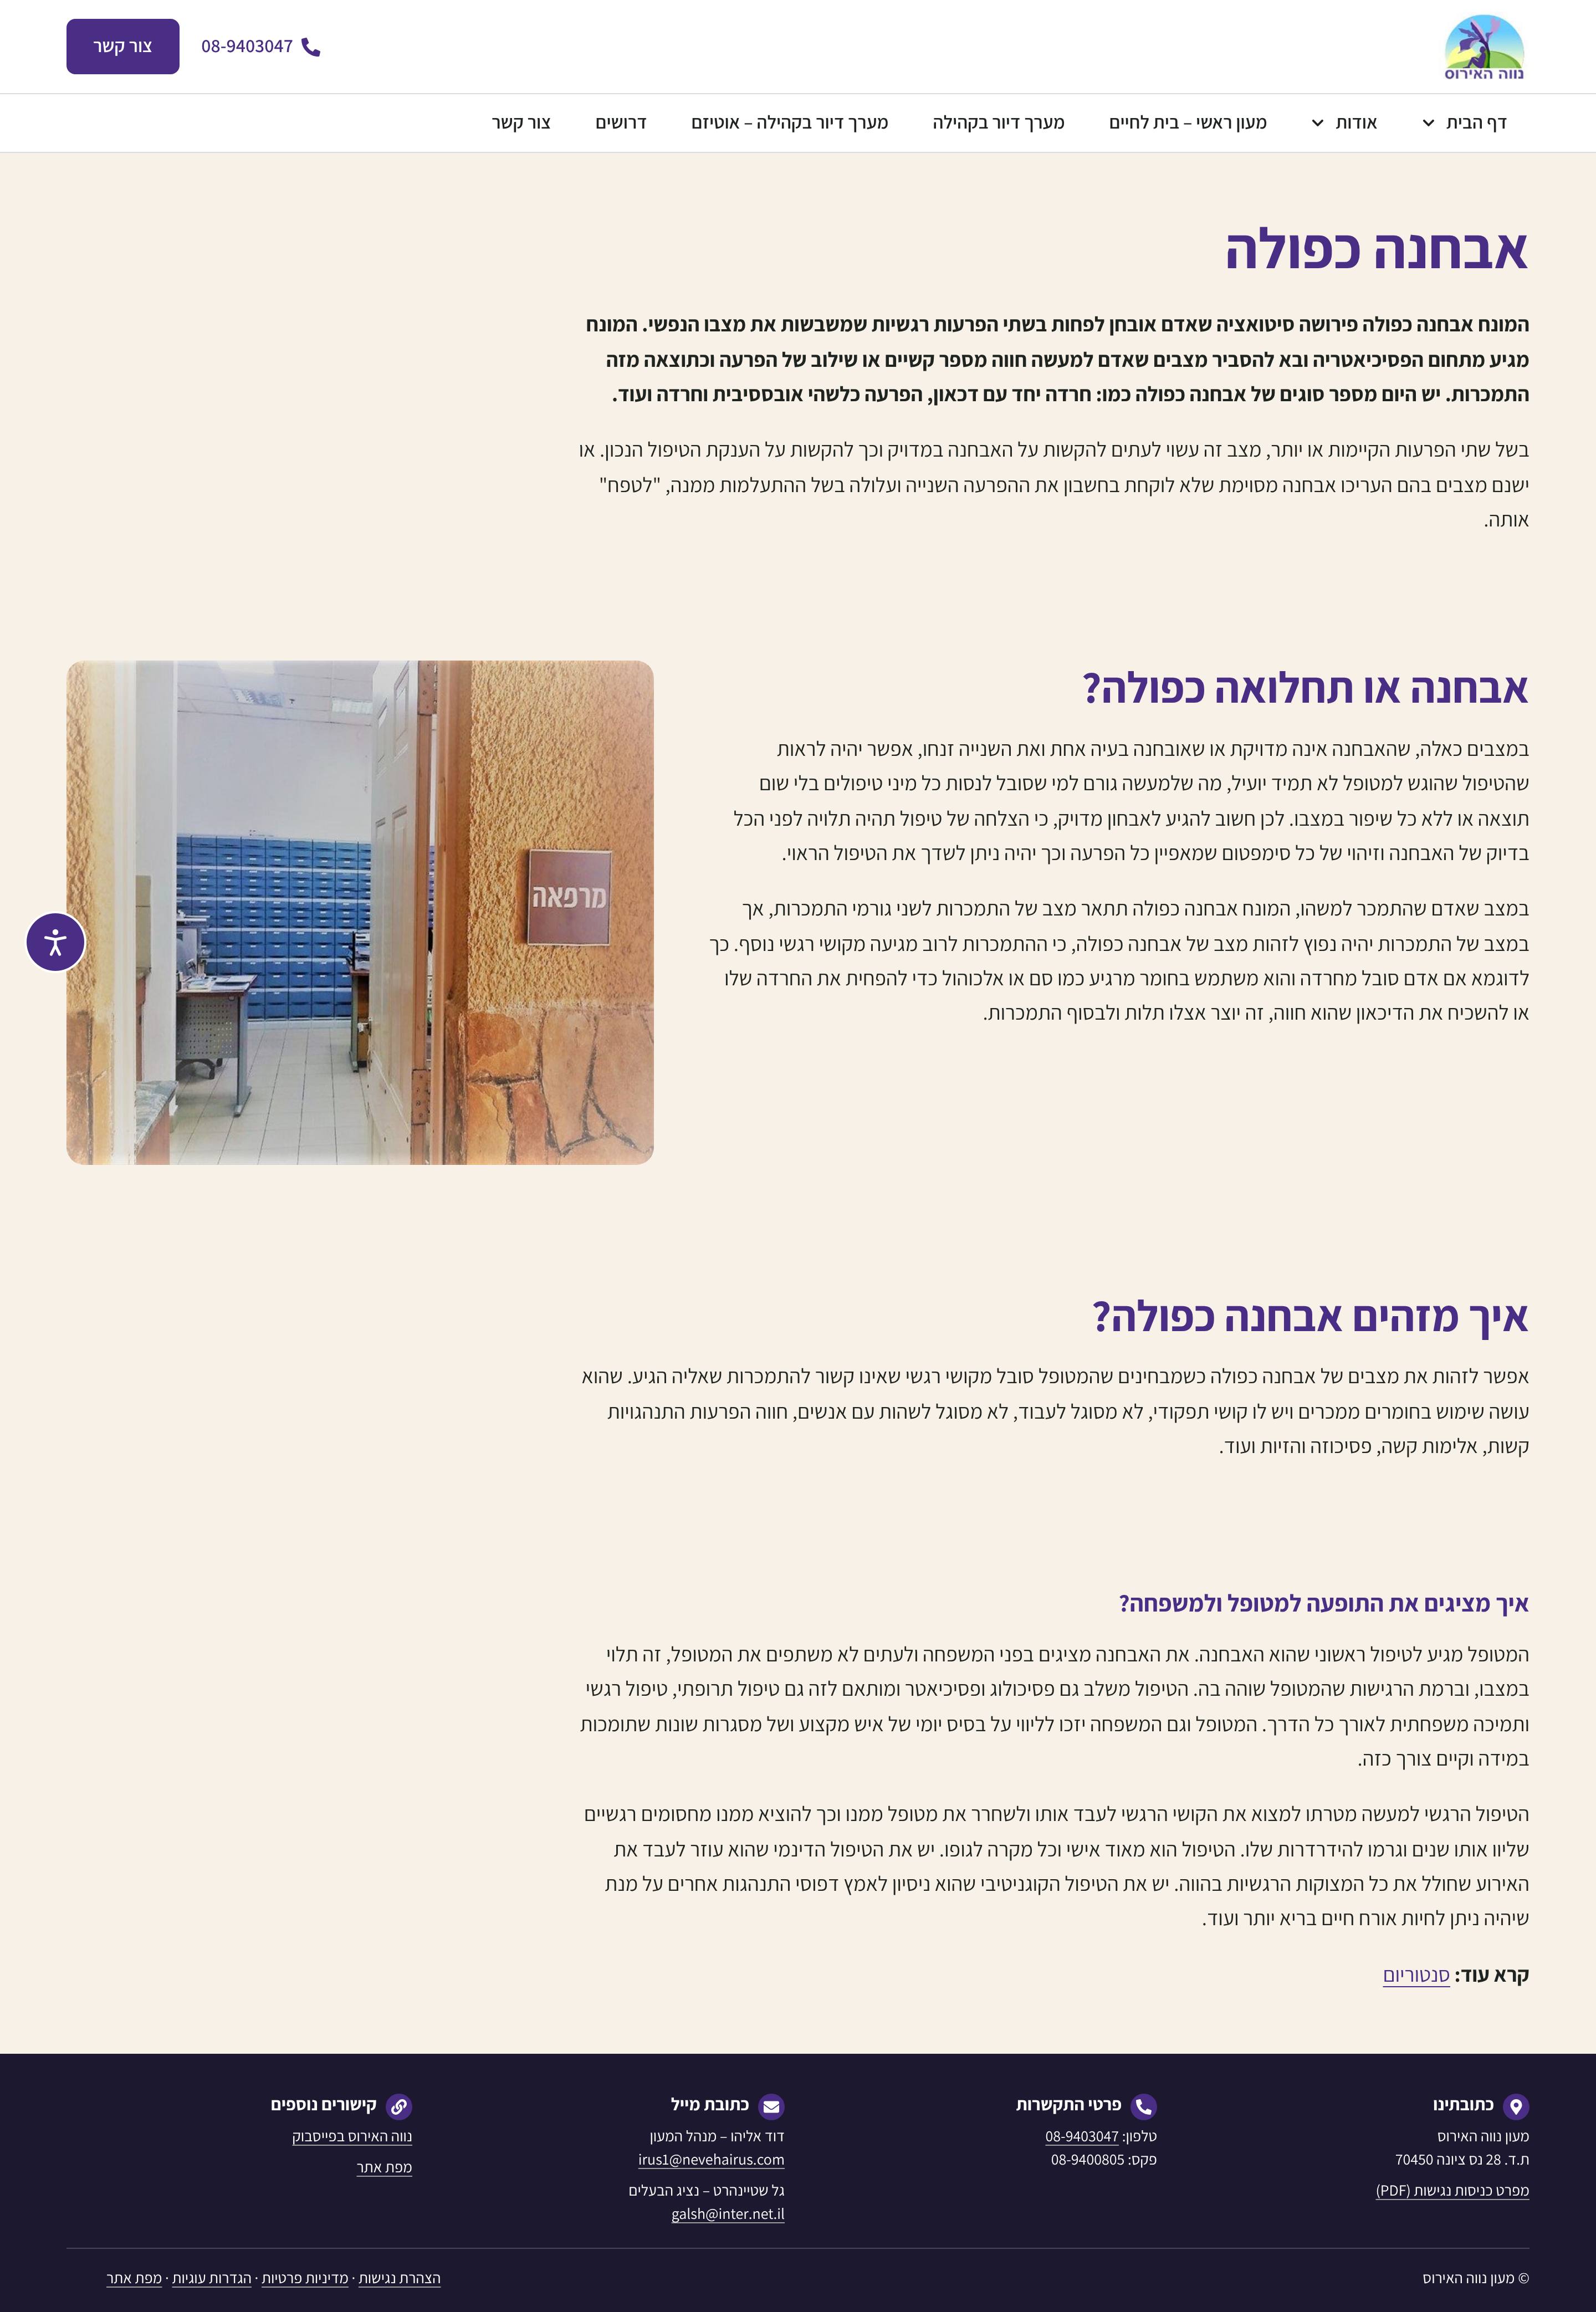 נווה האירוס
08-9403047
צור קשר
דף הבית
אודות
מעון ראשי – בית לחיים
מערך דיור בקהילה
מערך דיור בקהילה – אוטיזם
דרושים
צור קשר
אבחנה כפולה
המונח אבחנה כפולה פירושה סיטואציה שאדם אובחן לפחות בשתי הפרעות רגשיות שמשבשות את מצבו הנפשי. המונח
מגיע מתחום הפסיכיאטריה ובא להסביר מצבים שאדם למעשה חווה מספר קשיים או שילוב של הפרעה וכתוצאה מזה
התמכרות. יש היום מספר סוגים של אבחנה כפולה כמו: חרדה יחד עם דכאון, הפרעה כלשהי אובססיבית וחרדה ועוד.
בשל שתי הפרעות הקיימות או יותר, מצב זה עשוי לעתים להקשות על האבחנה במדויק וכך להקשות על הענקת הטיפול הנכון. או
ישנם מצבים בהם העריכו אבחנה מסוימת שלא לוקחת בחשבון את ההפרעה השנייה ועלולה בשל ההתעלמות ממנה, "לטפח"
אותה.
אבחנה או תחלואה כפולה?
במצבים כאלה, שהאבחנה אינה מדויקת או שאובחנה בעיה אחת ואת השנייה זנחו, אפשר יהיה לראות
שהטיפול שהוגש למטופל לא תמיד יועיל, מה שלמעשה גורם למי שסובל לנסות כל מיני טיפולים בלי שום
תוצאה או ללא כל שיפור במצבו. לכן חשוב להגיע לאבחון מדויק, כי הצלחה של טיפול תהיה תלויה לפני הכל
בדיוק של האבחנה וזיהוי של כל סימפטום שמאפיין כל הפרעה וכך יהיה ניתן לשדך את הטיפול הראוי.
במצב שאדם שהתמכר למשהו, המונח אבחנה כפולה תתאר מצב של התמכרות לשני גורמי התמכרות, אך
במצב של התמכרות יהיה נפוץ לזהות מצב של אבחנה כפולה, כי ההתמכרות לרוב מגיעה מקושי רגשי נוסף. כך
לדוגמא אם אדם סובל מחרדה והוא משתמש בחומר מרגיע כמו סם או אלכוהול כדי להפחית את החרדה שלו
או להשכיח את הדיכאון שהוא חווה, זה יוצר אצלו תלות ולבסוף התמכרות.
מרפאה
איך מזהים אבחנה כפולה?
אפשר לזהות את מצבים של אבחנה כפולה כשמבחינים שהמטופל סובל מקושי רגשי שאינו קשור להתמכרות שאליה הגיע. שהוא
עושה שימוש בחומרים ממכרים ויש לו קושי תפקודי, לא מסוגל לעבוד, לא מסוגל לשהות עם אנשים, חווה הפרעות התנהגויות
קשות, אלימות קשה, פסיכוזה והזיות ועוד.
איך מציגים את התופעה למטופל ולמשפחה?
המטופל מגיע לטיפול ראשוני שהוא האבחנה. את האבחנה מציגים בפני המשפחה ולעתים לא משתפים את המטופל, זה תלוי
במצבו, וברמת הרגישות שהמטופל שוהה בה. הטיפול משלב גם פסיכולוג ופסיכיאטר ומותאם לזה גם טיפול תרופתי, טיפול רגשי
ותמיכה משפחתית לאורך כל הדרך. המטופל וגם המשפחה יזכו לליווי על בסיס יומי של איש מקצוע ושל מסגרות שונות שתומכות
במידה וקיים צורך כזה.
הטיפול הרגשי למעשה מטרתו למצוא את הקושי הרגשי לעבד אותו ולשחרר את מטופל ממנו וכך להוציא ממנו מחסומים רגשיים
שליוו אותו שנים וגרמו להידרדרות שלו. הטיפול הוא מאוד אישי וכל מקרה לגופו. יש את הטיפול הדינמי שהוא עוזר לעבד את
האירוע שחולל את כל המצוקות הרגשיות בהווה. יש את הטיפול הקוגניטיבי שהוא ניסיון לאמץ דפוסי התנהגות אחרים על מנת
שיהיה ניתן לחיות אורח חיים בריא יותר ועוד.
קרא עוד: סנטוריום
כתובתינו
מעון נווה האירוס
ת.ד. 28 נס ציונה 70450
מפרט כניסות נגישות (PDF)
פרטי התקשרות
טלפון: 08-9403047
פקס: 08-9400805
כתובת מייל
דוד אליהו – מנהל המעון
irus1@nevehairus.com
גל שטיינהרט – נציג הבעלים
galsh@inter.net.il
קישורים נוספים
נווה האירוס בפייסבוק
מפת אתר
© מעון נווה האירוס
הצהרת נגישות · מדיניות פרטיות · הגדרות עוגיות · מפת אתר